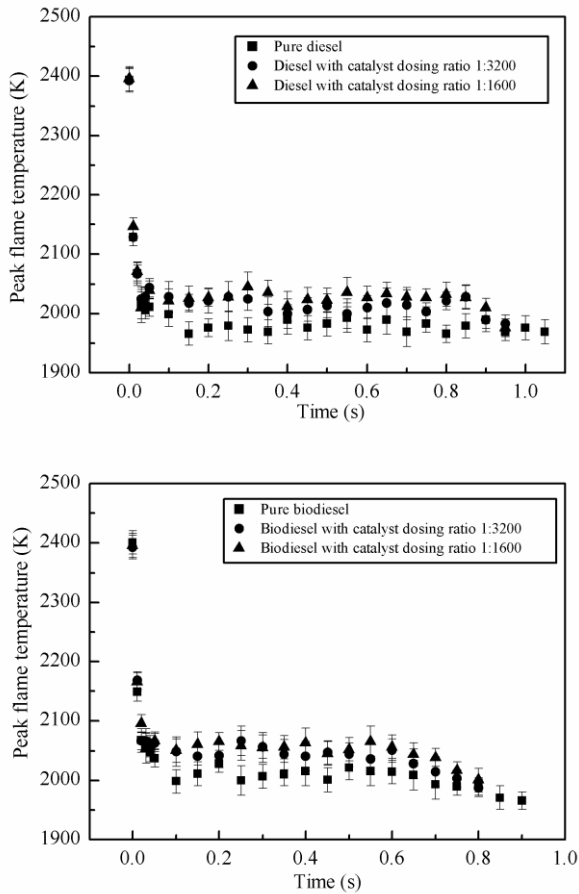 2500
Pure diesel
Diesel with catalyst dosing ratio 1:3200
Diesel with catalyst dosing ratio 1:1600
2400
2300
2200
2100
2000
1900
Peak flame temperature (K)
0.0 0.2 0.4 0.6 0.8 1.0
Time (s)
2500
Pure biodiesel
Biodiesel with catalyst dosing ratio 1:3200
Biodiesel with catalyst dosing ratio 1:1600
2400
2300
2200
2100
2000
1900
Peak flame temperature (K)
0.0 0.2 0.4 0.6 0.8 1.0
Time (s)